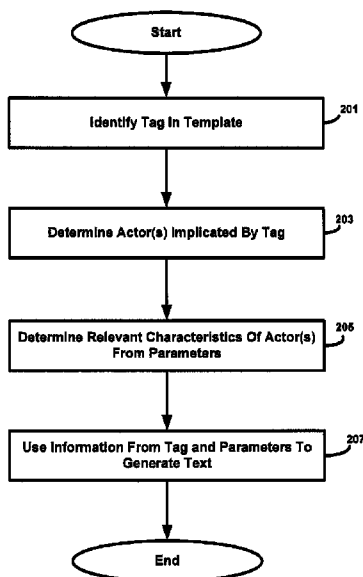 Start
Identify Tag In Template
201
Determine Actor(s) Implicated By Tag
203
Determine Relevant Characteristics Of Actor(s)
From Parameters
205
Use Information From Tag and Parameters To
Generate Text
207
End